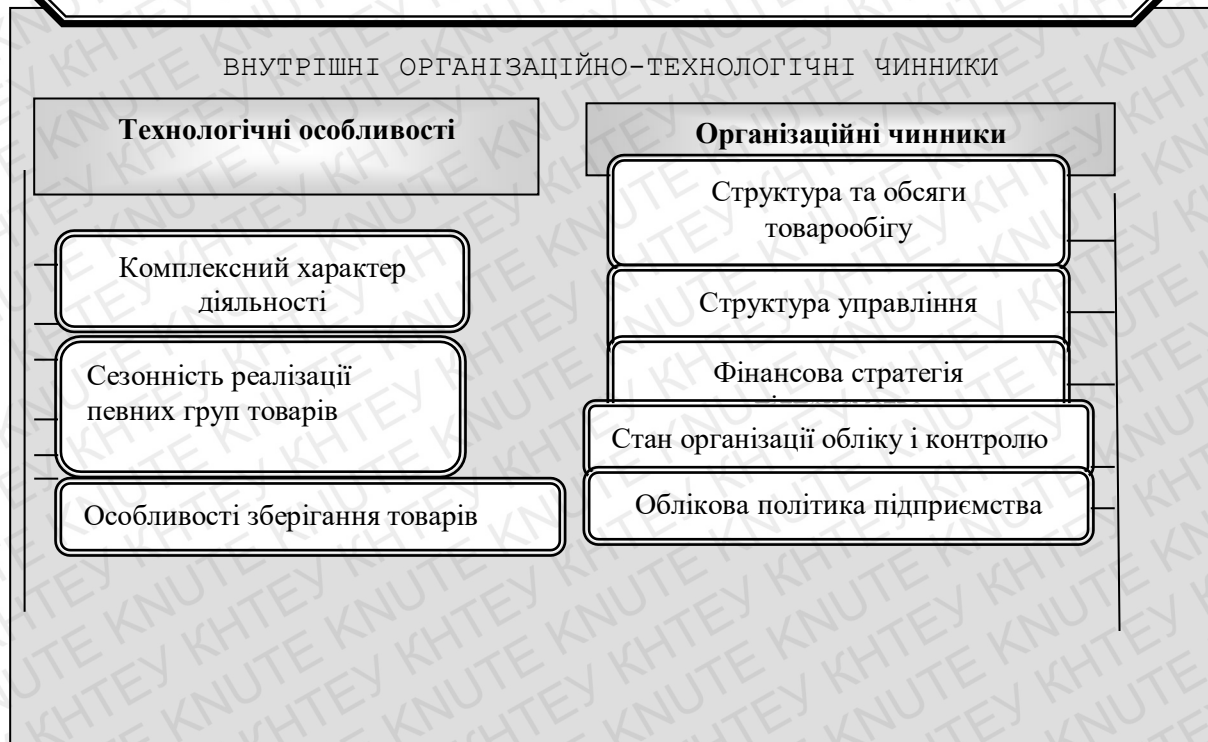 ВНУТРІШНІ ОРГАНІЗАЦІЙНО-ТЕХНОЛОГІЧНІ ЧИННИКИ
Технологічні особливості
Комплексний характер
діяльності
Сезонність реалізації
певних груп товарів
Особливості зберігання товарів
Організаційні чинники
Структура та обсяги
товарообігу
Структура управління
Фінансова стратегія
Стан організації обліку і контролю
Облікова політика підприємства